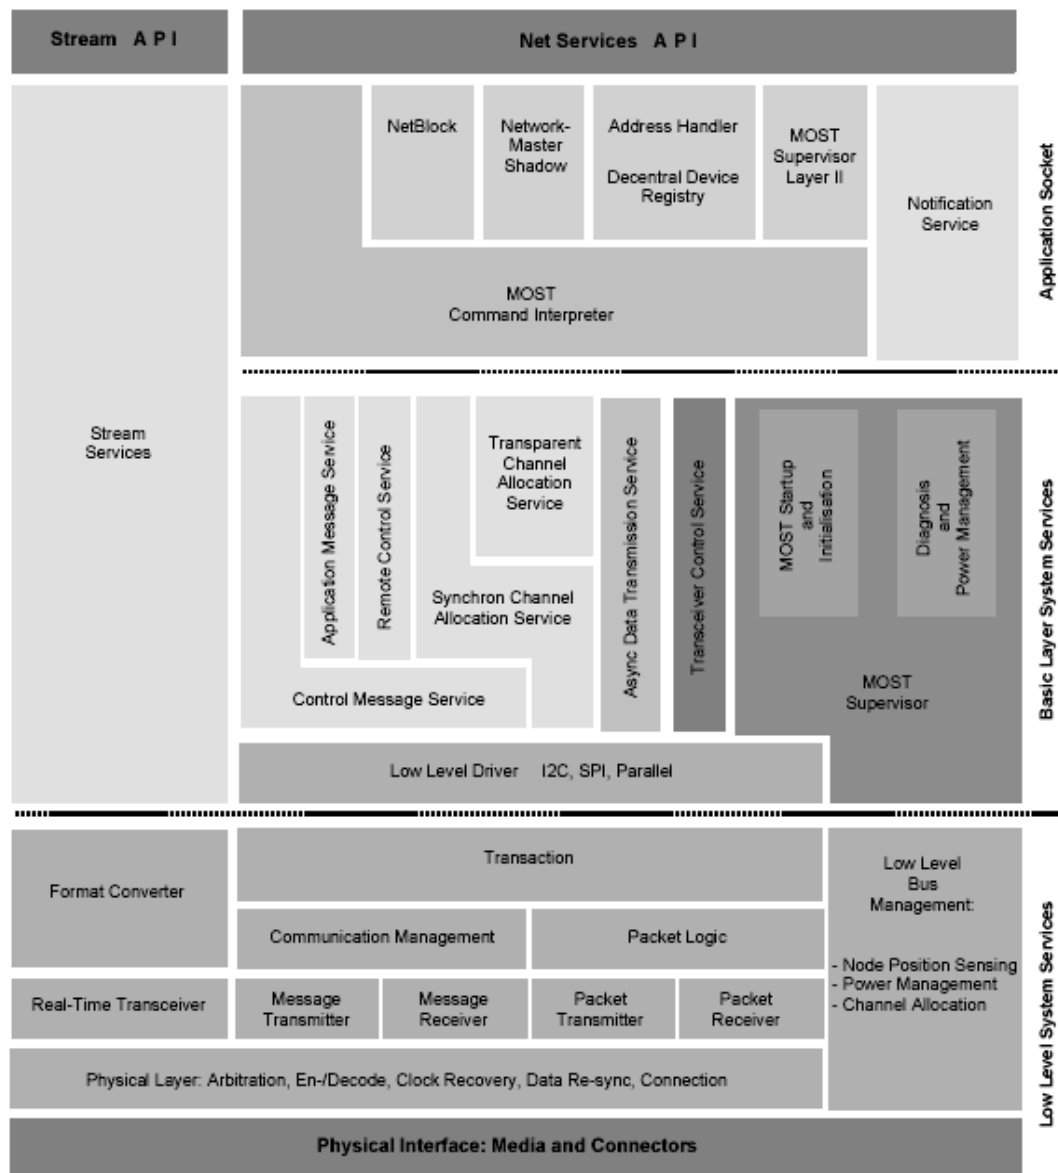 Stream API
Net Services API
NetBlock
Network-
Master
Shadow
Address Handler
Decentral Device
Registry
MOST
Supervisor
Layer II
Notification
Service
MOST
Command Interpreter
Application Socket
Stream
Services
Application Message Service
Remote Control Service
Transparent
Channel
Allocation
Service
Synchron Channel
Allocation Service
Control Message Service
Async Data Transmission Service
Transceiver Control Service
MOST Startup
and
Initialisation
Diagnosis
and
Power Management
MOST
Supervisor
Low Level Driver I2C, SPI, Parallel
Basic Layer System Services
Format Converter
Transaction
Communication Management
Packet Logic
Real-Time Transceiver
Message
Transmitter
Message
Receiver
Packet
Transmitter
Packet
Receiver
Low Level
Bus
Management:
- Node Position Sensing
- Power Management
- Channel Allocation
Physical Layer: Arbitration, En-/Decode, Clock Recovery, Data Re-sync, Connection
Physical Interface: Media and Connectors
Low Level System Services